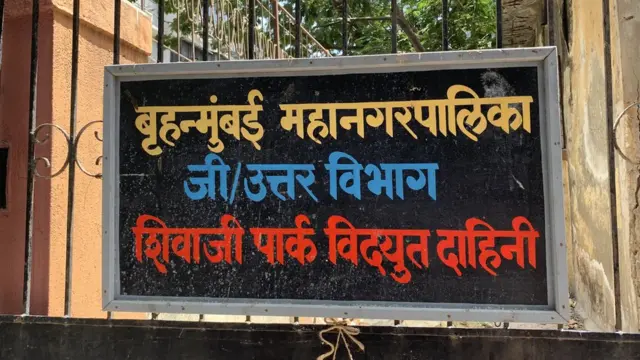 बृहन्मुंबई महानगरपालिका
जी/उत्तर विभाग
शिवाजी पार्क विद्युत दाहिनी